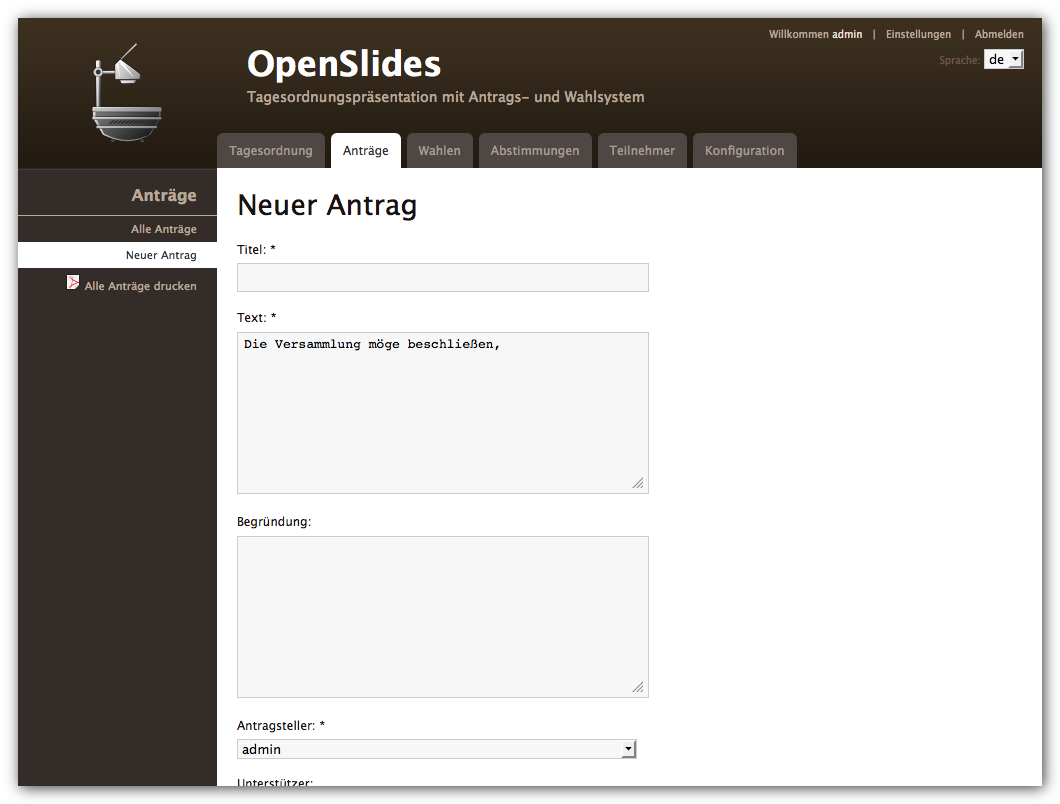 Willkommen admin | Einstellungen | Abmelden
Sprache: de
OpenSlides
Tagesordnungspräsentation mit Antrags- und Wahlsystem
Tagesordnung Anträge Wahlen Abstimmungen Teilnehmer Konfiguration
Anträge
Alle Anträge
Neuer Antrag
Alle Anträge drucken
Neuer Antrag
Titel: *
Text: *
Die Versammlung möge beschließen,
Begründung:
Antragsteller: *
admin
Unterstützer: